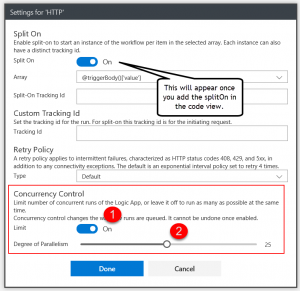 Settings for 'HTTP'
Split On
Enable split-on to start an instance of the workflow per item in the selected array. Each instance can also
have a distinct tracking id.
Split On
On
This will appear once
you add the splitOn in
the code view.
Array
@triggerBody()['value']
Split-On Tracking Id
Custom Tracking Id
Set the tracking id for the run. For split-on this tracking id is for the initiating request.
Tracking Id
Retry Policy
A retry policy applies to intermittent failures, characterized as HTTP status codes 408, 429, and 5xx, in
addition to any connectivity exceptions. The default is an exponential interval policy set to retry 4 times.
Type
Default
Concurrency Control
Limit number of concurrent runs of the Logic App, or leave it off to run as many as possible at the same
time.
Concurrency control changes the runs are queued. It cannot be undone once enabled.
1
Limit
On
2
Degree of Parallelism
25
Done
Cancel